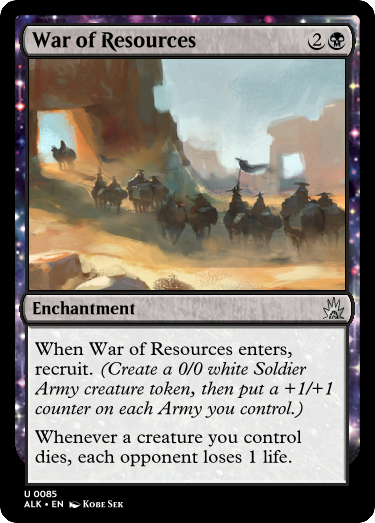 War of Resources 2
Enchantment
When War of Resources enters,
recruit. (Create a 0/0 white Soldier
Army creature token, then put a +1/+1
counter on each Army you control.)
Whenever a creature you control
dies, each opponent loses 1 life.
U 0085
ALK • EN Kobe Sek